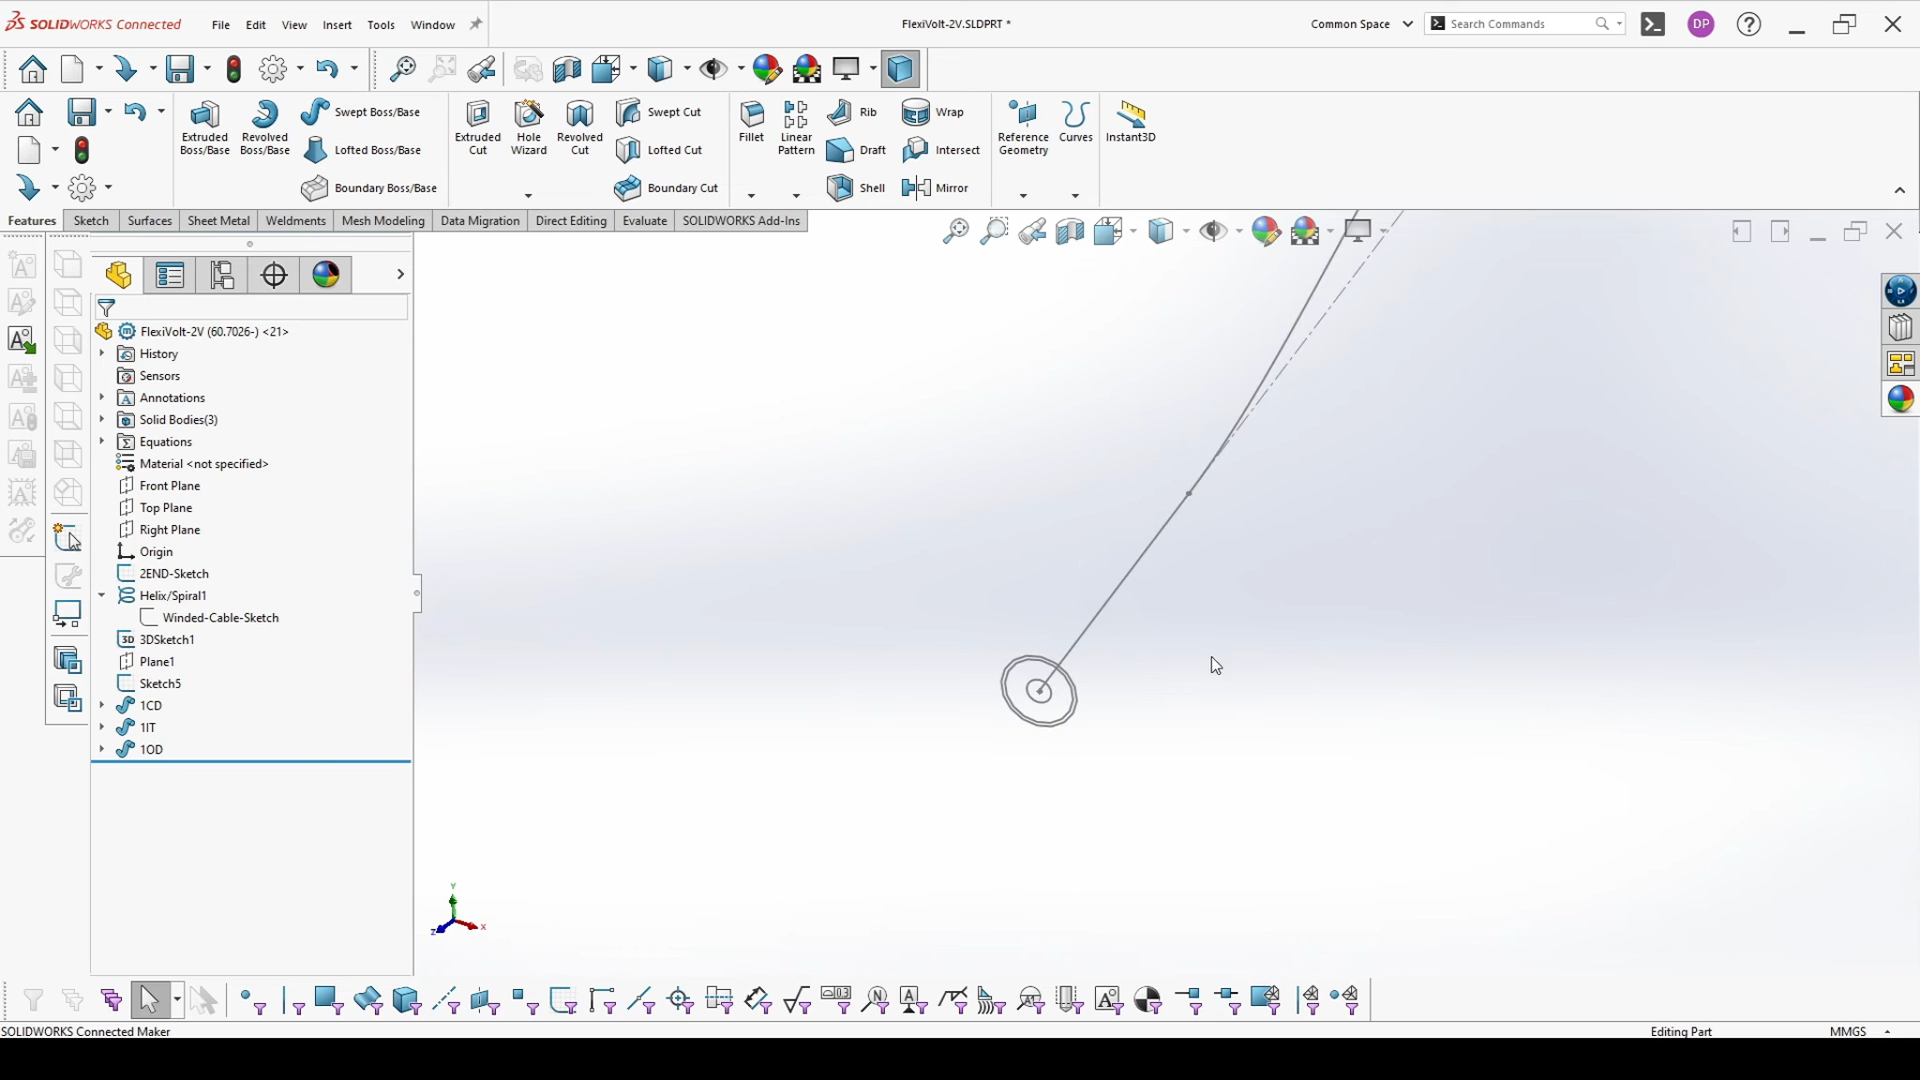 SOLIDWORKS Connected
File Edit View Insert Tools Window
FlexiVolt-2V.SLDPRT *
Common Space
Search Commands
DP
Extruded Boss/Base
Revolved Boss/Base
Swept Boss/Base
Lofted Boss/Base
Boundary Boss/Base
Extruded Cut
Hole Wizard
Revolved Cut
Swept Cut
Lofted Cut
Boundary Cut
Fillet
Linear Pattern
Rib
Draft
Shell
Wrap
Intersect
Mirror
Reference Geometry
Curves
Instant3D
Features Sketch Surfaces Sheet Metal Weldments Mesh Modeling Data Migration Direct Editing Evaluate SOLIDWORKS Add-Ins
FlexiVolt-2V (60.7026-) <21>
History
Sensors
Annotations
Solid Bodies(3)
Equations
Material <not specified>
Front Plane
Top Plane
Right Plane
Origin
2END-Sketch
Helix/Spiral1
Winded-Cable-Sketch
3D 3DSketch1
Plane1
Sketch5
1CD
1IT
1OD
Y
X
Z
SOLIDWORKS Connected Maker
Editing Part
MMGS